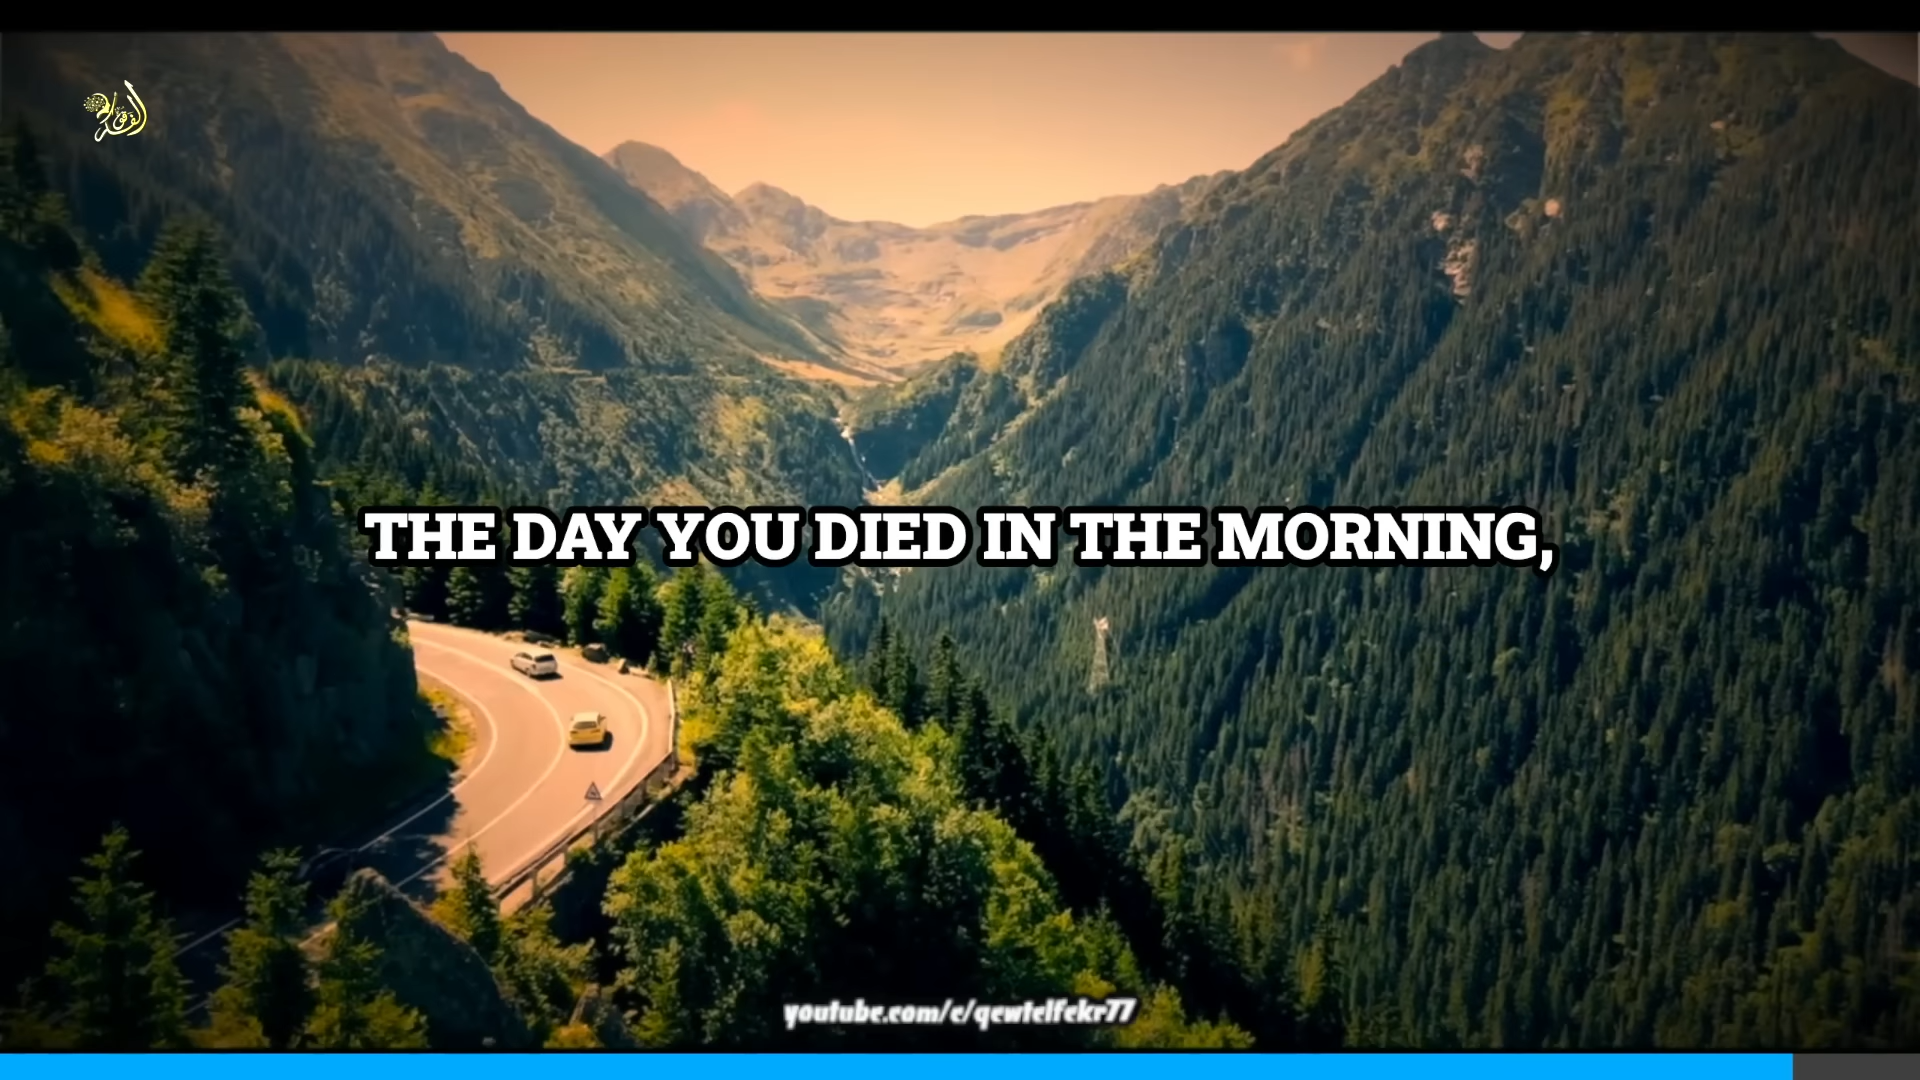 THE DAY YOU DIED IN THE MORNING,
youtube.com/c/qewtelfekr77